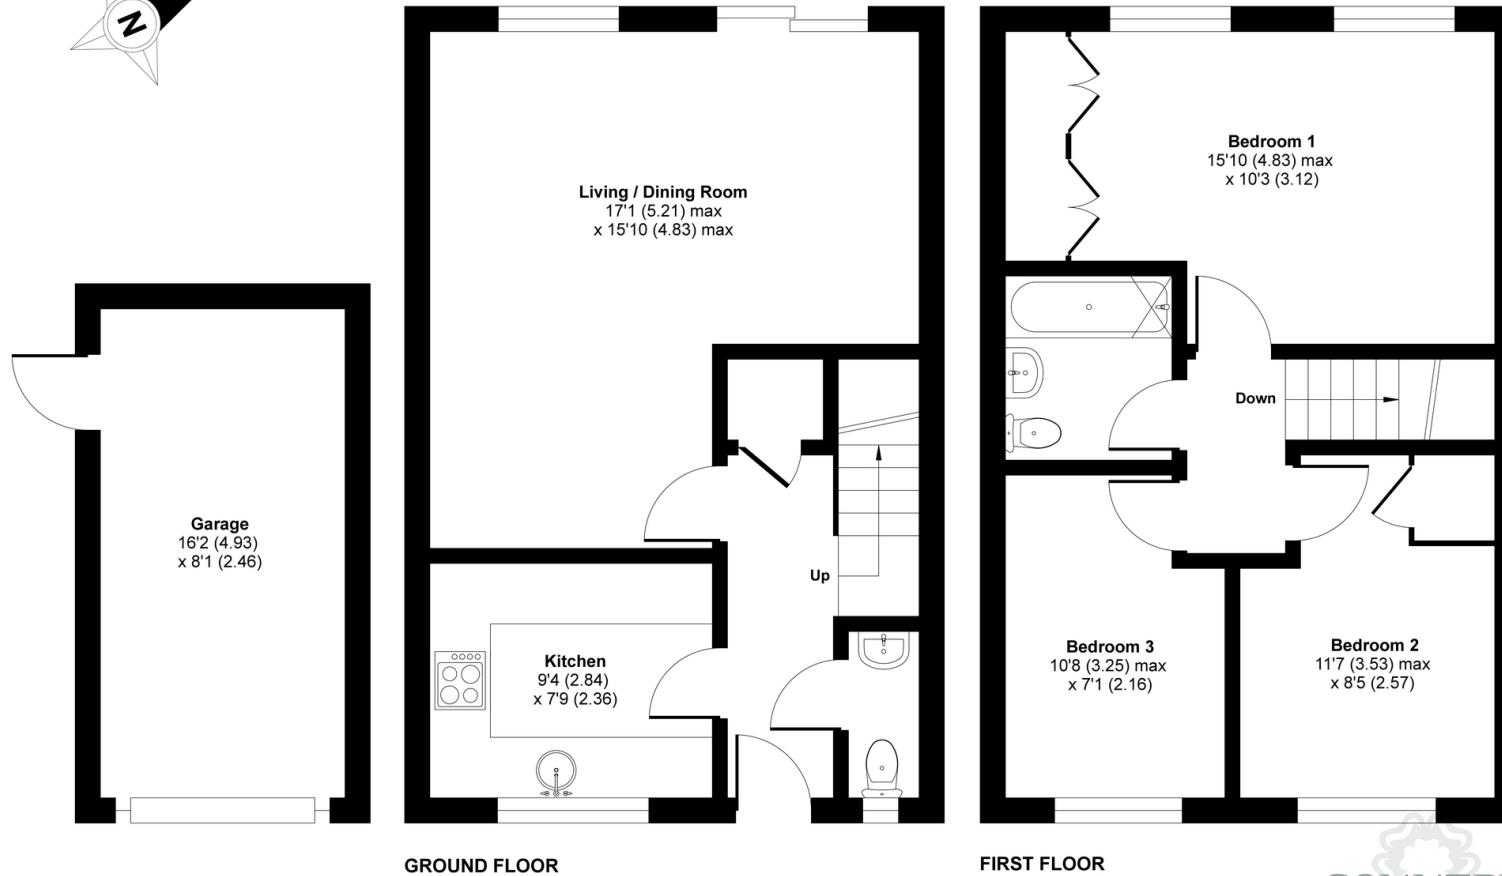 N
Living / Dining Room
17'1 (5.21) max
x 15'10 (4.83) max
Bedroom 1
15'10 (4.83) max
x 10'3 (3.12)
Down
Garage
16'2 (4.93)
x 8'1 (2.46)
Up
Kitchen
9'4 (2.84)
x 7'9 (2.36)
Bedroom 3
10'8 (3.25) max
x 7'1 (2.16)
Bedroom 2
11'7 (3.53) max
x 8'5 (2.57)
GROUND FLOOR
FIRST FLOOR